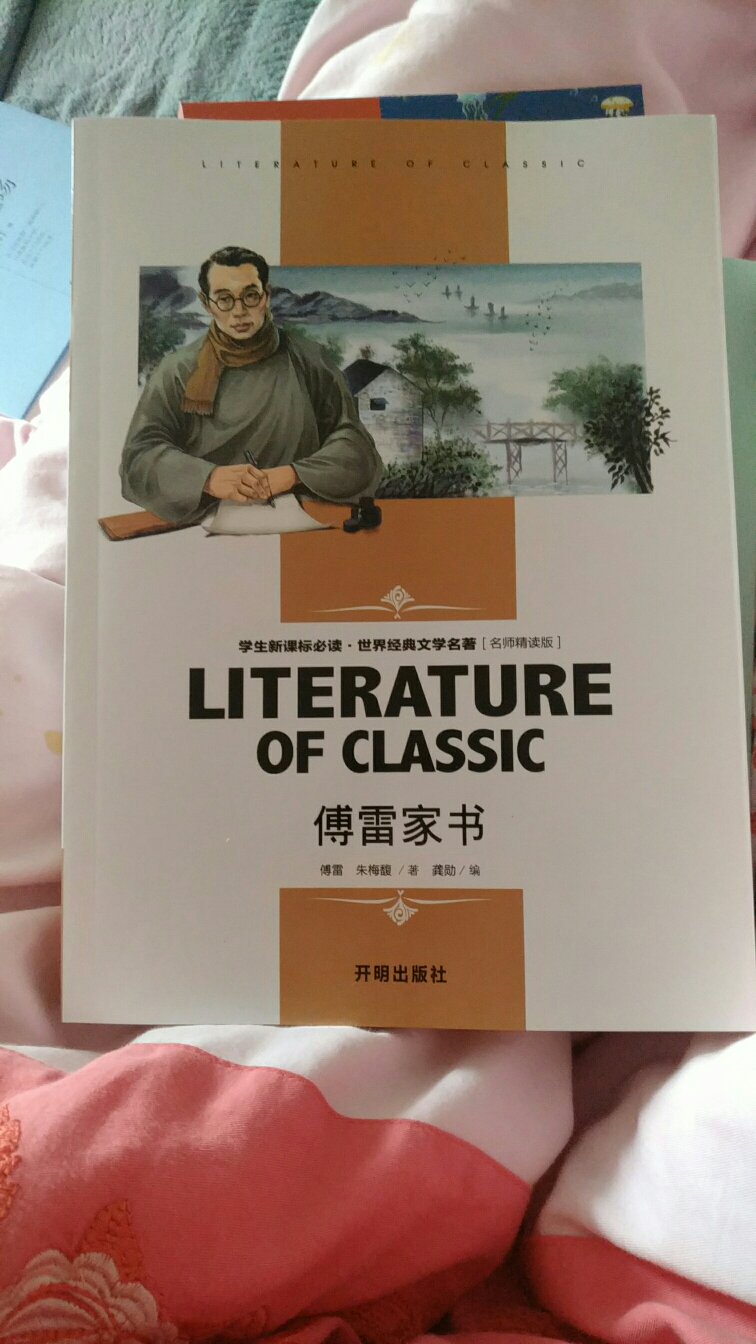 LITERATURE OF CLASSIC
学生新课标必读·世界经典文学名著[名师精读版]
LITERATURE
OF CLASSIC
傅雷家书
傅雷 朱梅馥/著 龚勋/编
开明出版社